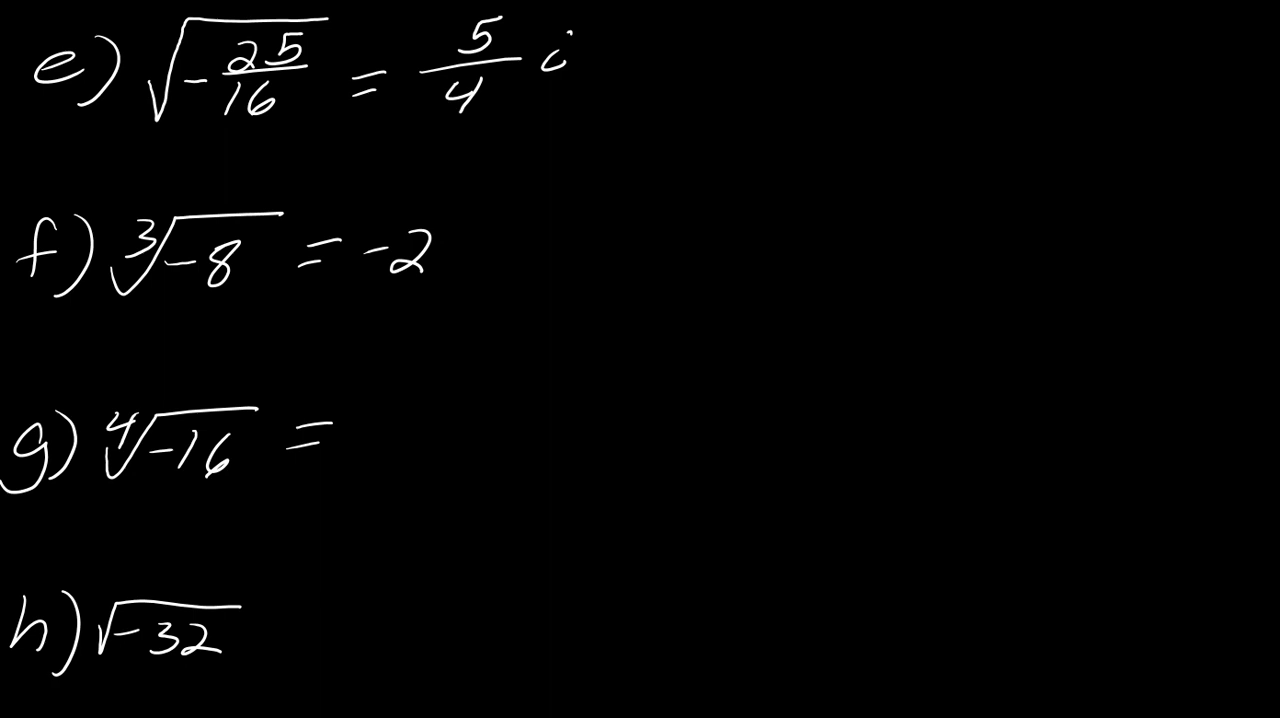 e) √(-25/16) = 5/4 i
f) ∛-8 = -2
g) ∜-16 =
h) √-32